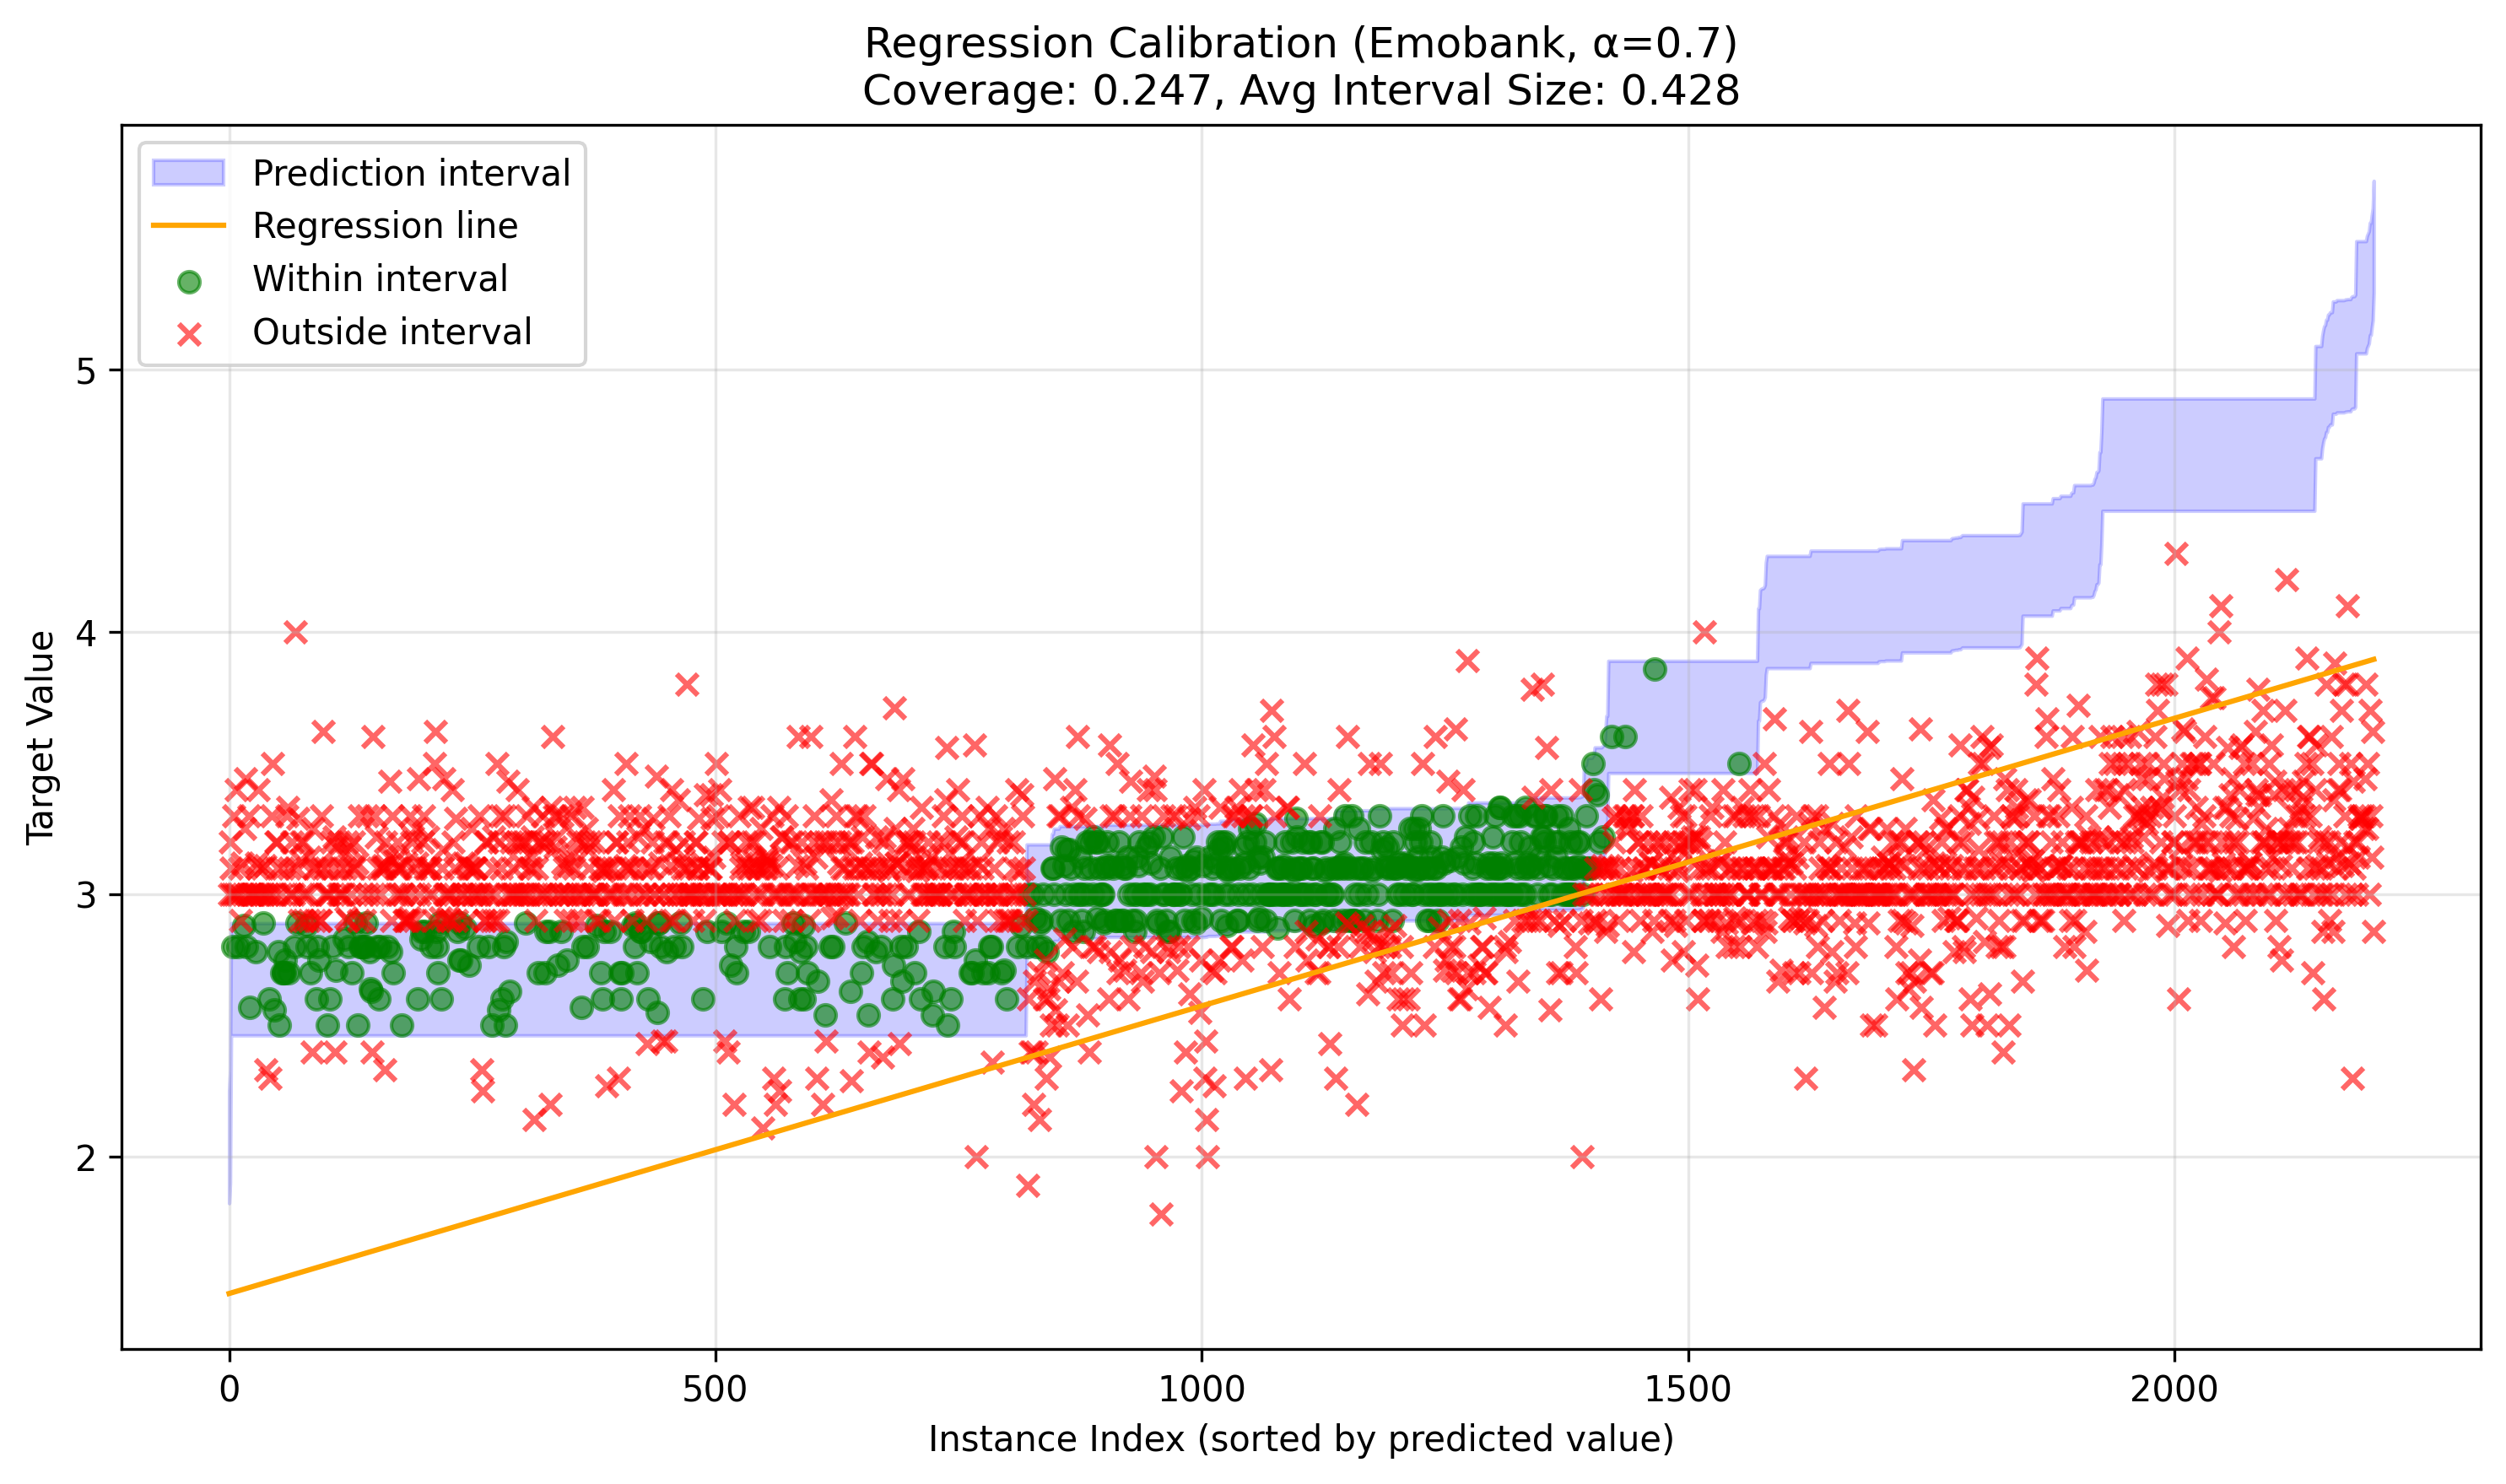 Regression Calibration (Emobank, α=0.7)
Coverage: 0.247, Avg Interval Size: 0.428
Prediction interval
Regression line
Within interval
Outside interval
Target Value
5
4
3
2
0
500
1000
1500
2000
Instance Index (sorted by predicted value)